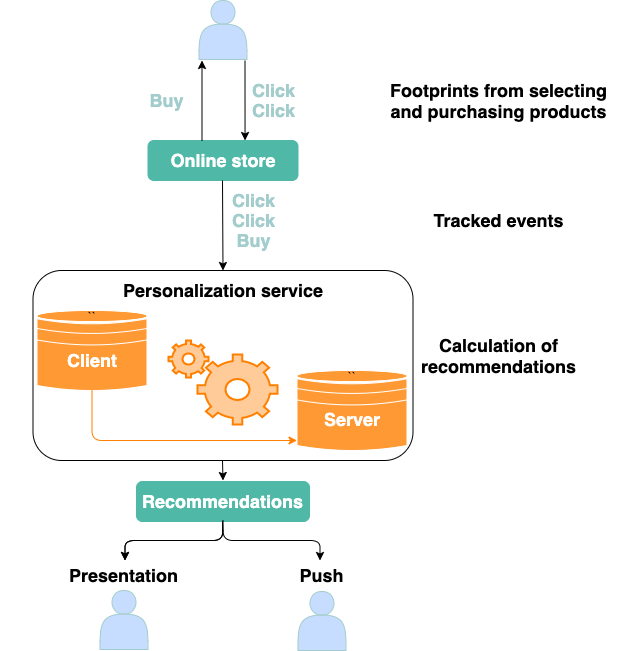 Buy
Click
Click
Footprints from selecting
and purchasing products
Online store
Click
Click
Buy
Tracked events
Personalization service
Client
Calculation of
recommendations
Server
Recommendations
Presentation
Push